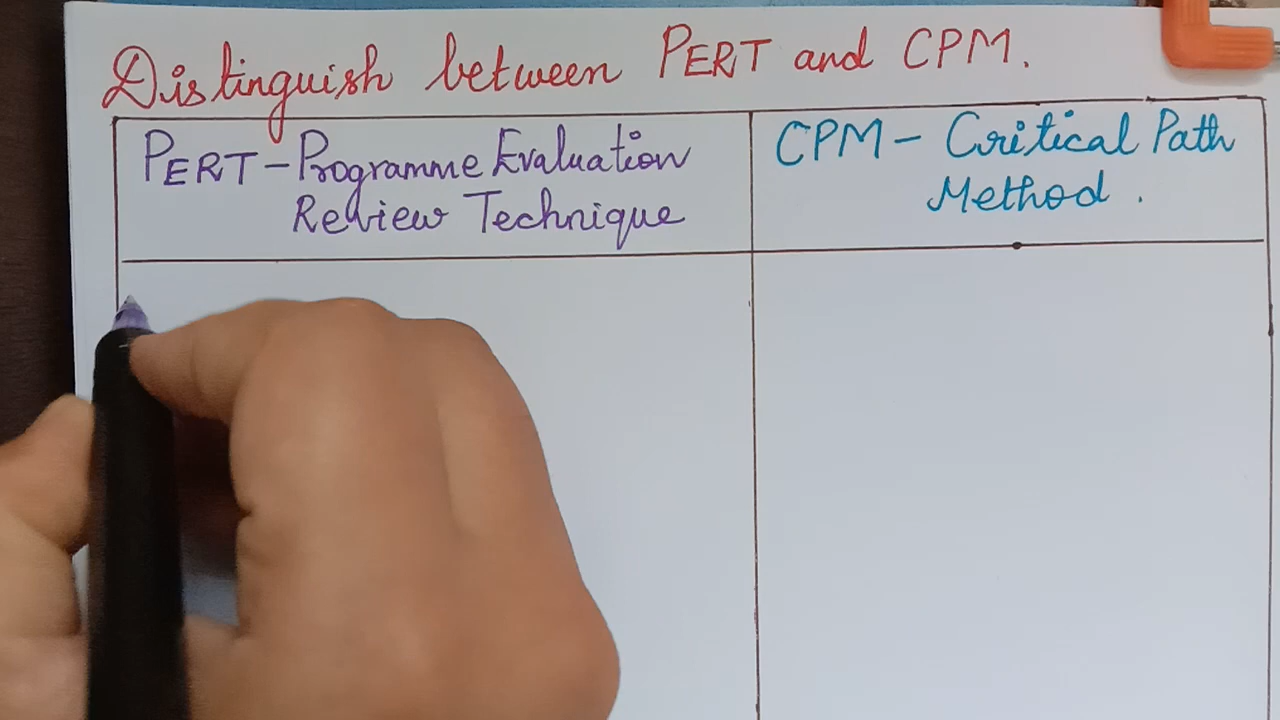 Distinguish between PERT and CPM.
PERT - Programme Evaluation
Review Technique
CPM - Critical Path
Method.